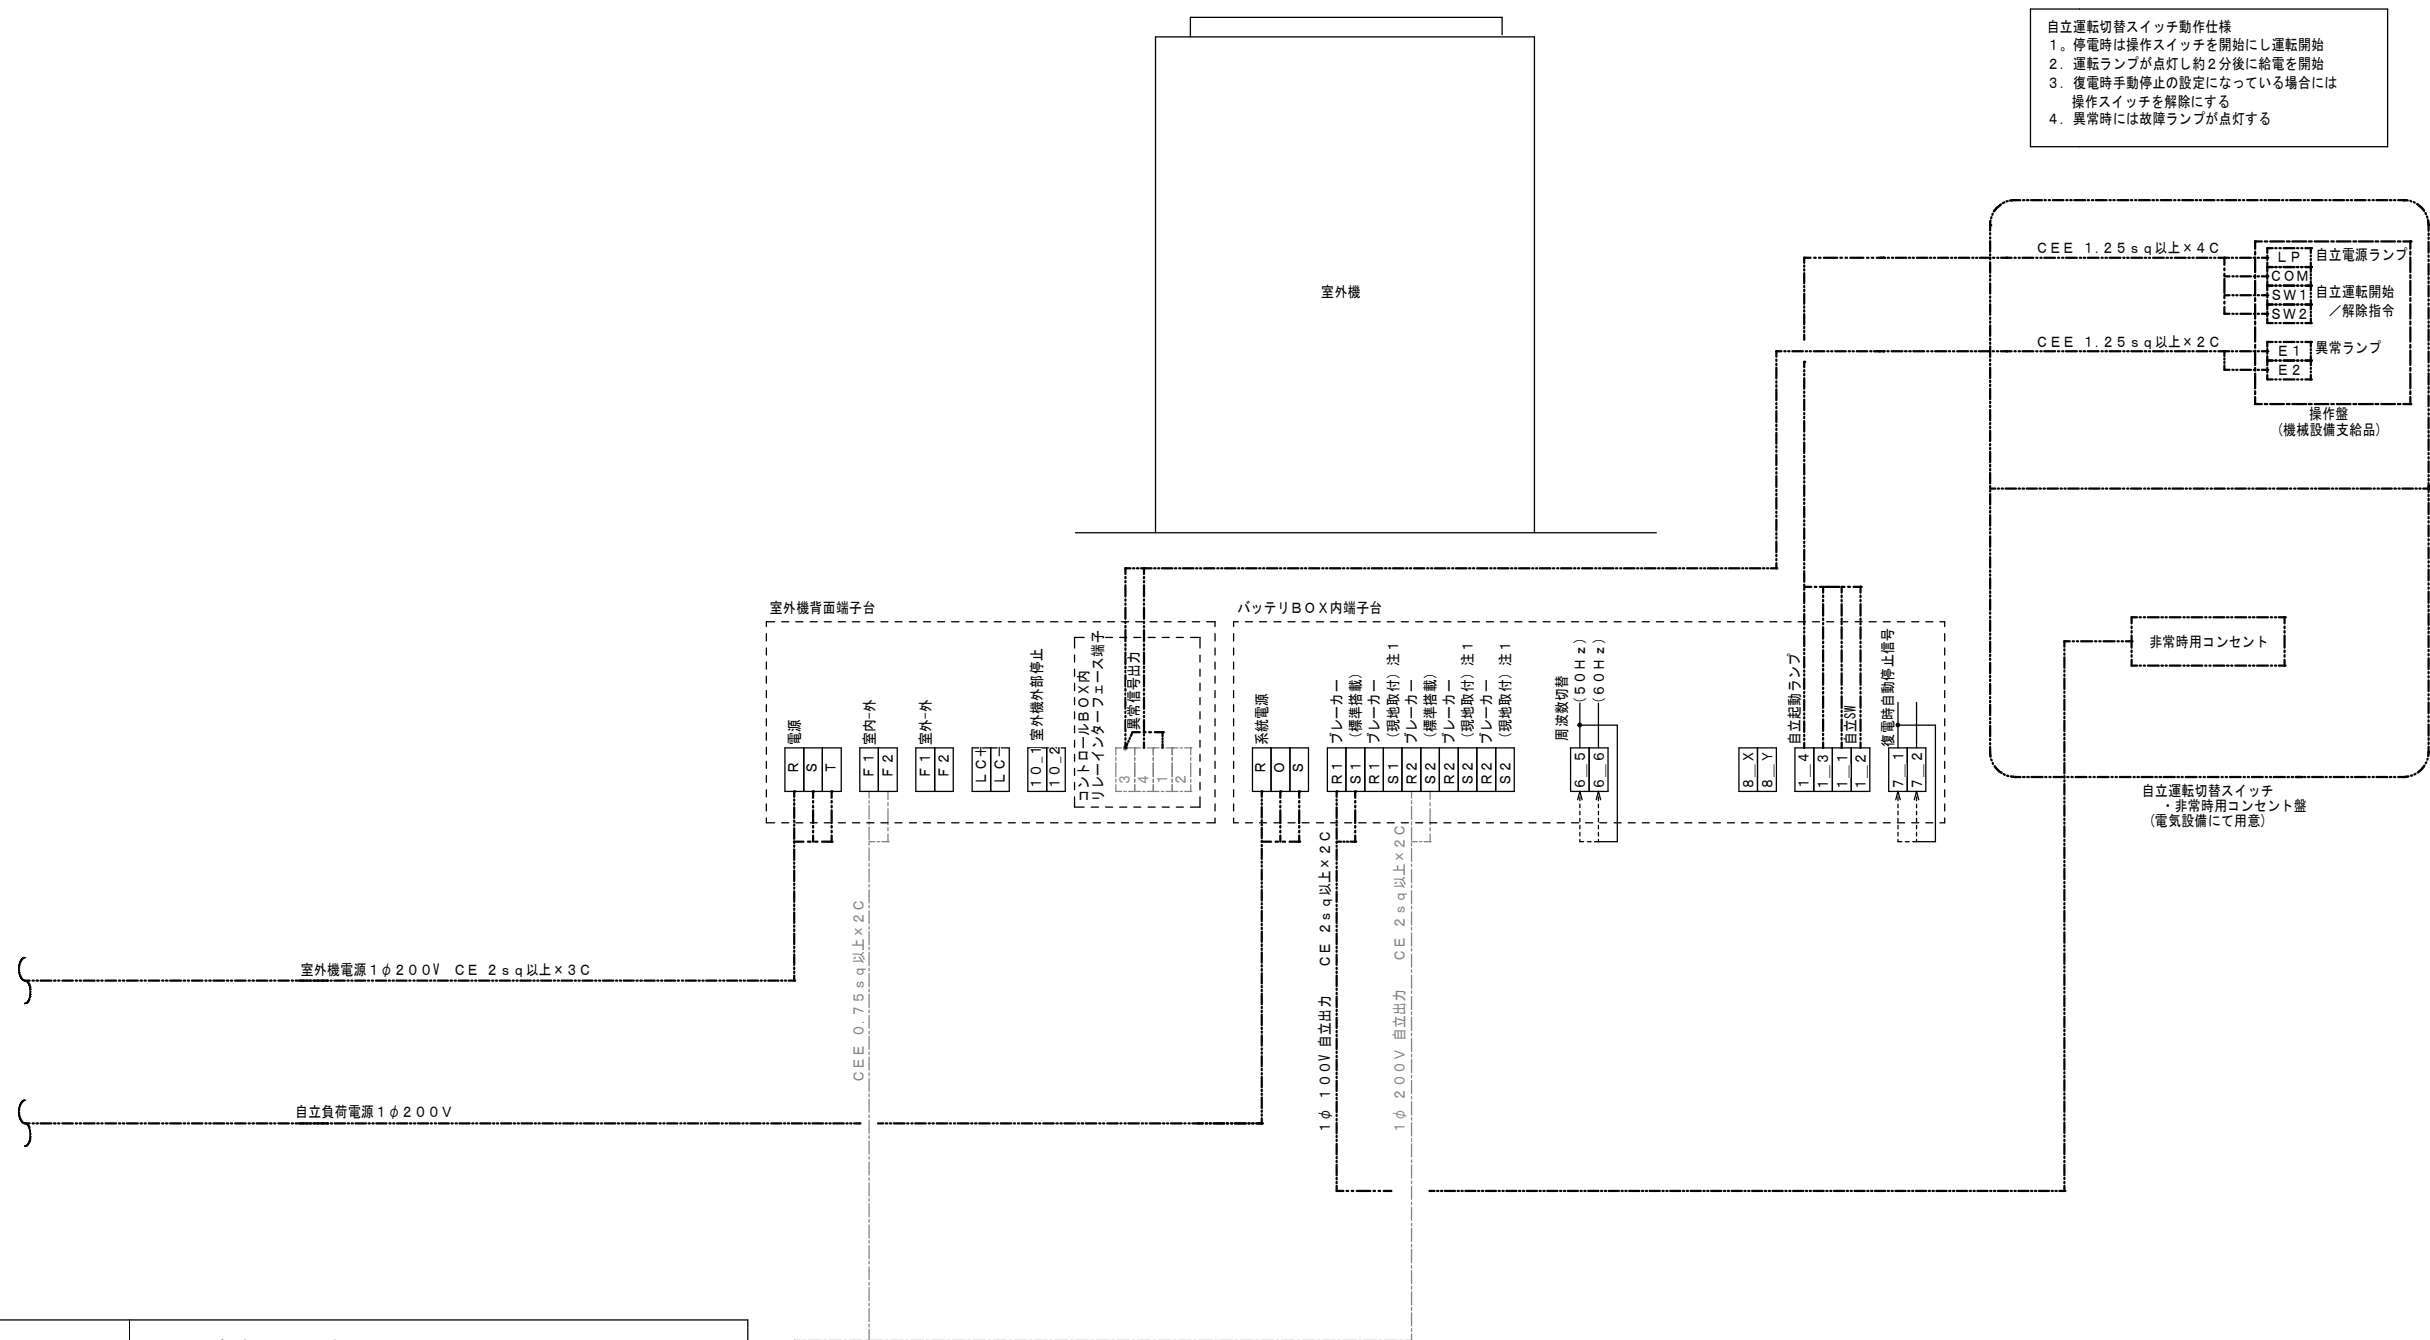 自立運転切替スイッチ動作仕様
1。停電時は操作スイッチを開始にし運転開始
2．運転ランプが点灯し約2分後に給電を開始
3．復電時手動停止の設定になっている場合には
操作スイッチを解除にする
4．異常時には故障ランプが点灯する
室外機
CEE 1.25sq以上×4C
LP 自立電源ランプ
COM
SW1 自立運転開始
SW2 ／解除指令
CEE 1.25sq以上×2C
E1 異常ランプ
E2
操作盤
(機械設備支給品)
非常時用コンセント
自立運転切替スイッチ
・非常時用コンセント盤
(電気設備にて用意)
室外機背面端子台
電源
R
S
T
室内-外
F1
F2
室外-外
F1
F2
LC+
LC-
室外機外部停止
10_1
10_2
コントロールBOX内
リレーインターフェース端子
異常信号出力
3
4
1
2
バッテリBOX内端子台
系統電源
R
O
S
ブレーカー
(標準搭載)
ブレーカー
(現地取付) 注1
ブレーカー
(標準搭載)
ブレーカー
(現地取付) 注1
ブレーカー
(現地取付) 注1
R1
S1
R1
S1
R2
S2
R2
S2
R2
S2
周波数切替
(50Hz)
(60Hz)
6_5
6_6
8_X
8_Y
自立起動ランプ
1_4
1_3
自立SW
1_1
1_2
復電時自動停止信号
7_1
7_2
CEE 0.75sq以上×2C
1φ 100V 自立出力 CE 2sq以上×2C
1φ 200V 自立出力 CE 2sq以上×2C
室外機電源1φ200V CE 2sq以上×3C
自立負荷電源1φ200V